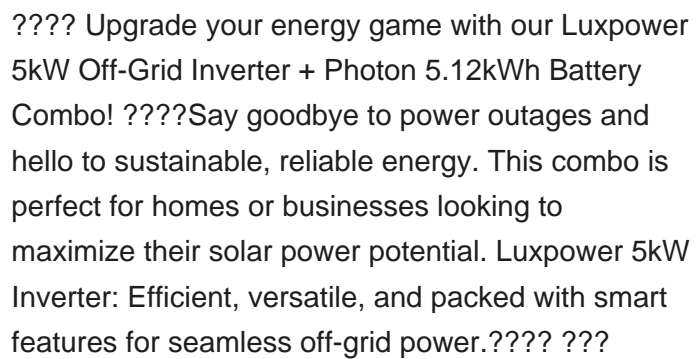 ???? Upgrade your energy game with our Luxpower
5kW Off-Grid Inverter + Photon 5.12kWh Battery
Combo! ????Say goodbye to power outages and
hello to sustainable, reliable energy. This combo is
perfect for homes or businesses looking to
maximize their solar power potential. Luxpower 5kW
Inverter: Efficient, versatile, and packed with smart
features for seamless off-grid power.???? ???